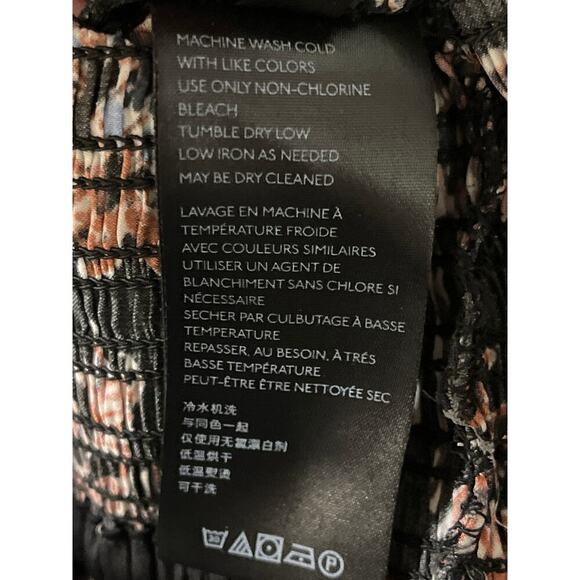 MACHINE WASH COLD
WITH LIKE COLORS
USE ONLY NON-CHLORINE
BLEACH
TUMBLE DRY LOW
LOW IRON AS NEEDED
MAY BE DRY CLEANED
LAVAGE EN MACHINE À
TEMPÉRATURE FROIDE
AVEC COULEURS SIMILAIRES
UTILISER UN AGENT DE
BLANCHIMENT SANS CHLORE SI
NÉCESSAIRE
SECHER PAR CULBUTAGE À BASSE
TEMPERATURE
REPASSER, AU BESOIN, À TRÉS
BASSE TEMPÉRATURE
PEUT-ÊTRE ÊTRE NETTOYÉE SEC
冷水机洗
与同色一起
仅使用无氯漂白剂
低温烘干
低温熨烫
可干洗
30 P